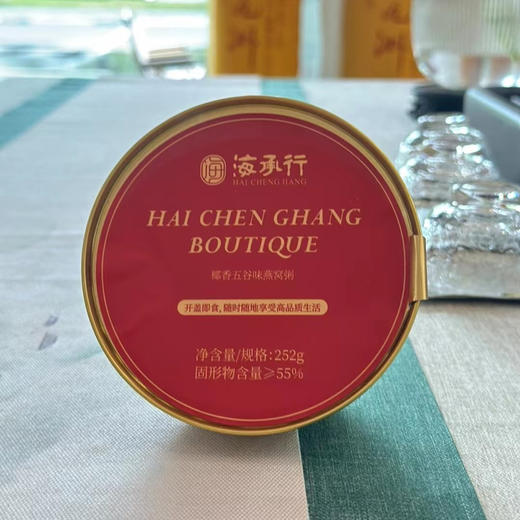 海承行
HAI CHENG HANG
HAI CHEN GHANG
BOUTIQUE
椰香五谷味燕窝粥
开盖即食,随时随地享受高品质生活
净含量/规格:252g
固形物含量≥55%